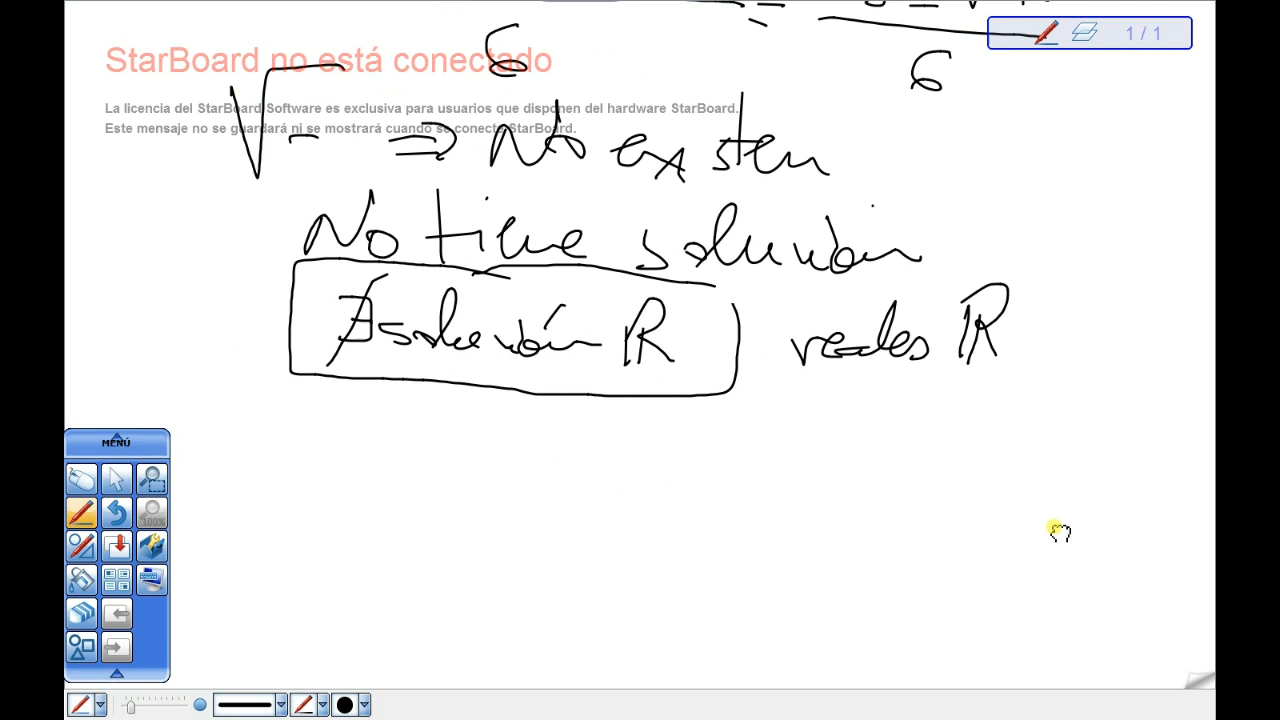 1 / 1
6
6
StarBoard no está conectado
La licencia del StarBoard Software es exclusiva para usuarios que disponen del hardware StarBoard.
Este mensaje no se guardará ni se mostrará cuando se conecte StarBoard.
√- ⇒ No existen
No tiene solución
∄ solución ℝ reales ℝ
MENÚ
100%